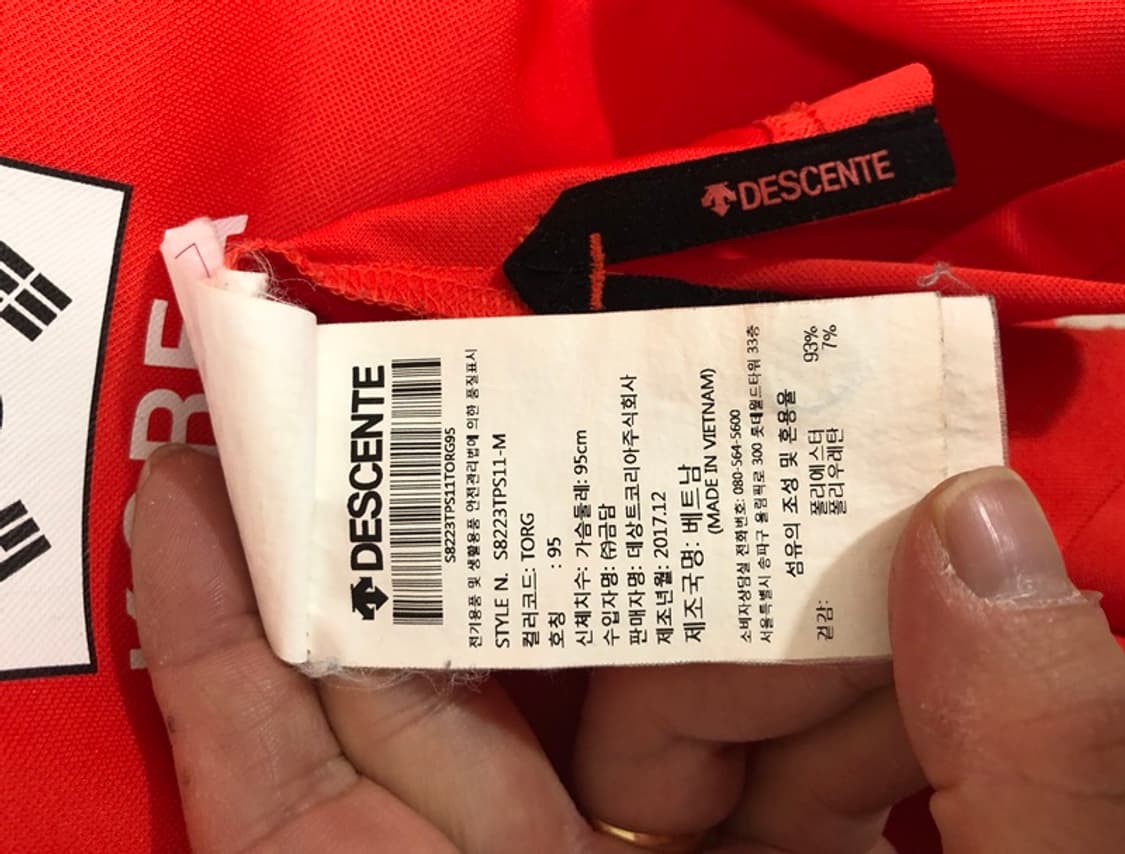 DESCENTE
KOREA
DESCENTE
S8223TPS11TORG95
전기용품 및 생활용품 안전관리법에 의한 품질표시
STYLE N. S8223TPS11-M
컬러코드: TORG
호칭 : 95
신체치수: 가슴둘레: 95cm
수입자명: ㈜금담
판매자명: 데상트코리아주식회사
제조년월: 2017.12
제조국명: 베트남
(MADE IN VIETNAM)
소비자상담실 전화번호: 080-564-5600
서울특별시 송파구 올림픽로 300 롯데월드타워 33층
섬유의 조성 및 혼용율
겉감: 폴리에스터 93%
폴리우레탄 7%